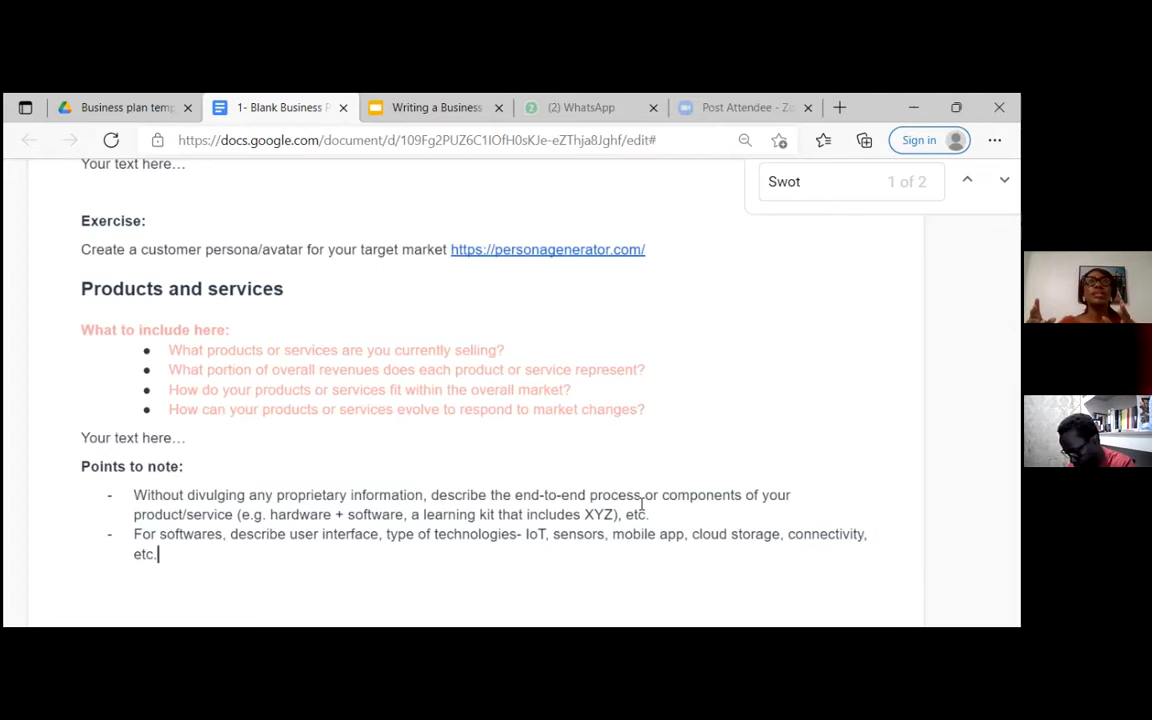 Business plan temp
1- Blank Business P
Writing a Business
(2) WhatsApp
Post Attendee - Zo
https://docs.google.com/document/d/109Fg2PUZ6C1lOfH0sKJe-eZThja8Jghf/edit#
Sign in
Your text here…
Swot 1 of 2
Exercise:
Create a customer persona/avatar for your target market https://personagenerator.com/
Products and services
What to include here:
● What products or services are you currently selling?
● What portion of overall revenues does each product or service represent?
● How do your products or services fit within the overall market?
● How can your products or services evolve to respond to market changes?
Your text here…
Points to note:
- Without divulging any proprietary information, describe the end-to-end process or components of your
product/service (e.g. hardware + software, a learning kit that includes XYZ), etc.
- For softwares, describe user interface, type of technologies- IoT, sensors, mobile app, cloud storage, connectivity,
etc.